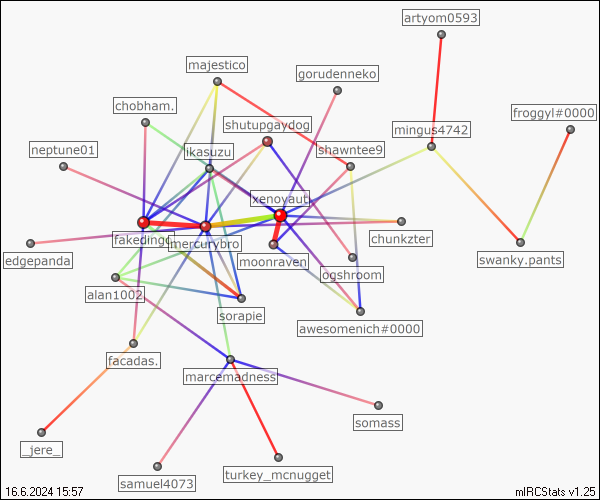 artyom0593
majestico
gorudenneko
chobham.
froggyl#0000
shutupgaydog
mingus4742
neptune01
ikasuzu
shawntee9
xenoyaut
fakedingo
mercurybro
chunkzter
edgepanda
moonraven
swanky.pants
ogshroom
alan1002
sorapie
awesomenich#0000
facadas.
marcemadness
somass
_jere_
turkey_mcnugget
samuel4073
16.6.2024 15:57
mIRCStats v1.25